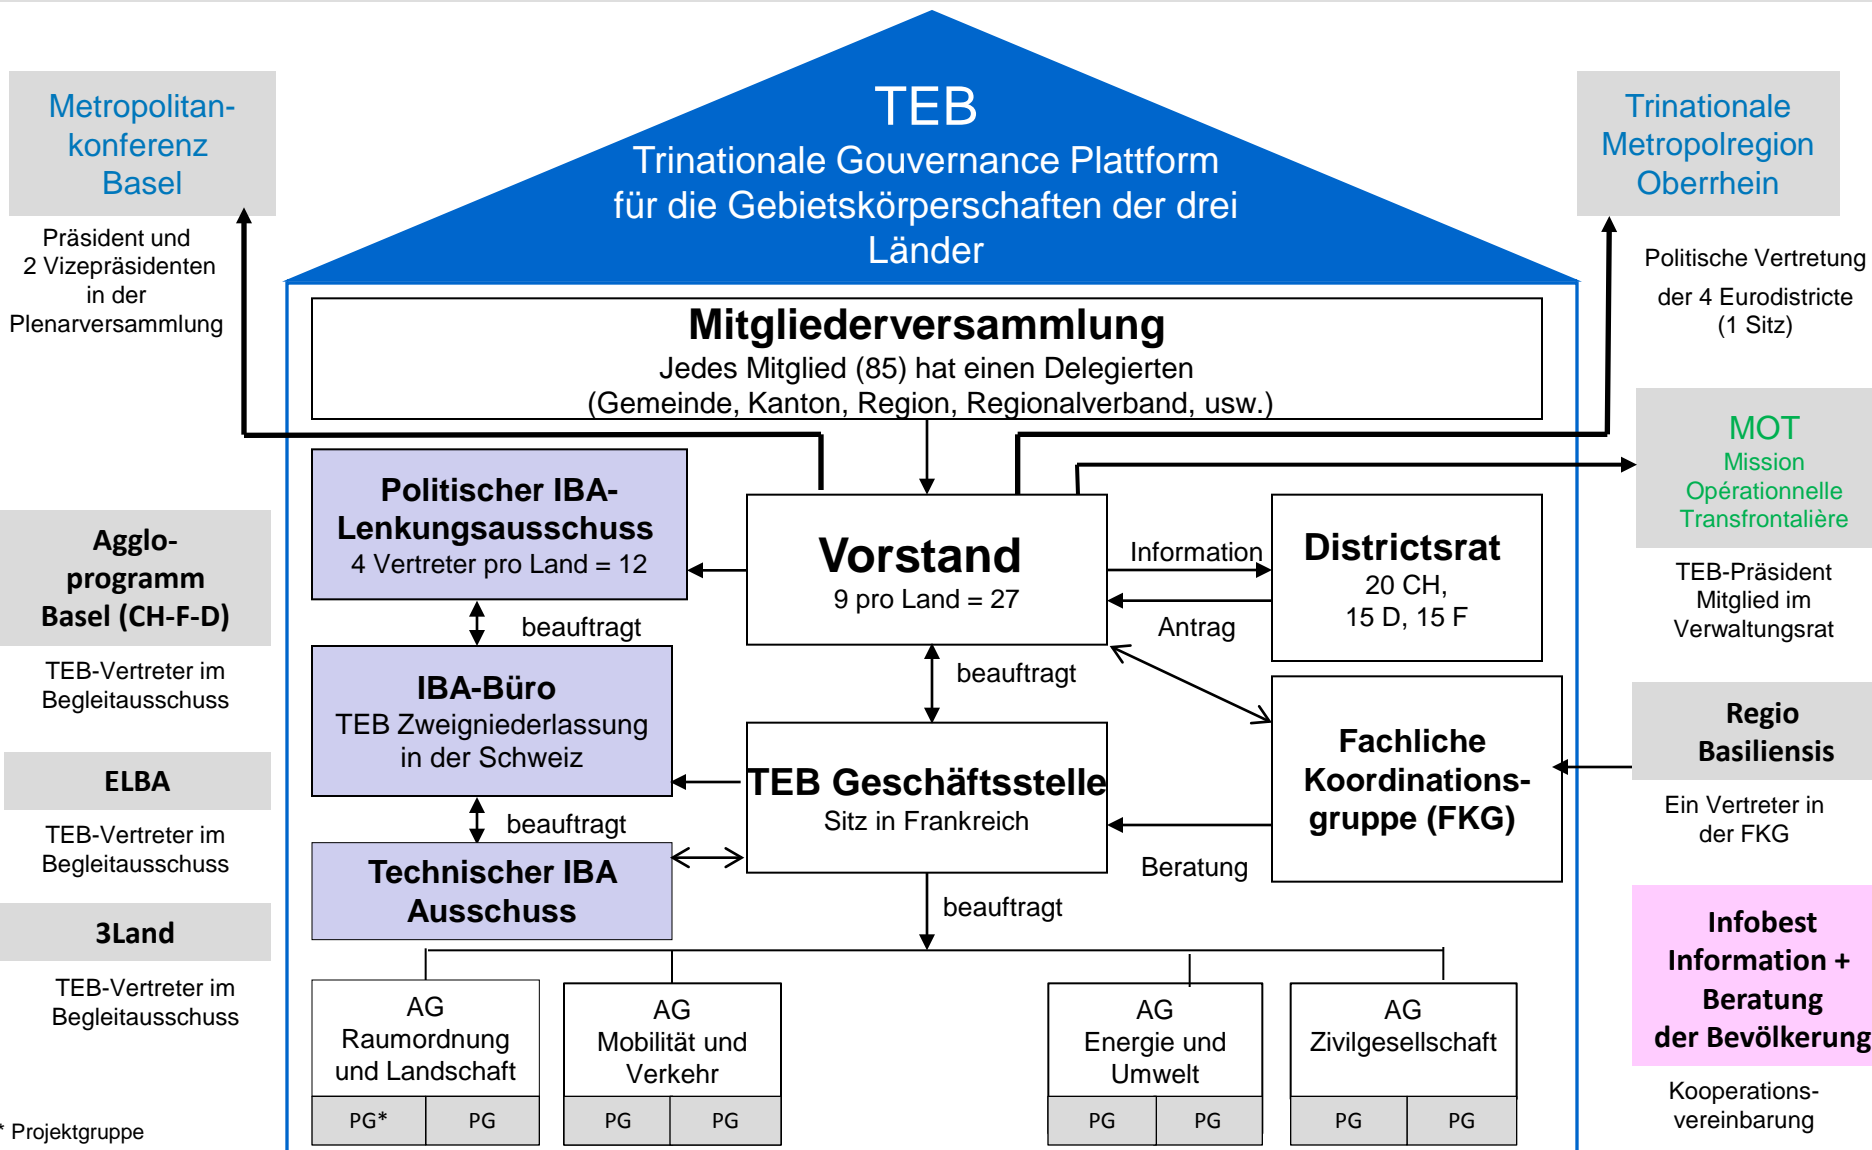 TEB
Trinationale Gouvernance Plattform
für die Gebietskörperschaften der drei
Länder
Metropolitan-
konferenz
Basel
Präsident und
2 Vizepräsidenten
in der
Plenarversammlung
Trinationale
Metropolregion
Oberrhein
Politische Vertretung
der 4 Eurodistricte
(1 Sitz)
Mitgliederversammlung
Jedes Mitglied (85) hat einen Delegierten
(Gemeinde, Kanton, Region, Regionalverband, usw.)
MOT
Mission
Opérationnelle
Transfrontalière
TEB-Präsident
Mitglied im
Verwaltungsrat
Politischer IBA-
Lenkungsausschuss
4 Vertreter pro Land = 12
Vorstand
9 pro Land = 27
Information
Antrag
Districtsrat
20 CH,
15 D, 15 F
Agglo-
programm
Basel (CH-F-D)
TEB-Vertreter im
Begleitausschuss
beauftragt
beauftragt
IBA-Büro
TEB Zweigniederlassung
in der Schweiz
TEB Geschäftsstelle
Sitz in Frankreich
Fachliche
Koordinations-
gruppe (FKG)
Regio
Basiliensis
Ein Vertreter in
der FKG
ELBA
TEB-Vertreter im
Begleitausschuss
beauftragt
Beratung
Technischer IBA
Ausschuss
beauftragt
3Land
TEB-Vertreter im
Begleitausschuss
Infobest
Information +
Beratung
der Bevölkerung
Kooperations-
vereinbarung
AG
Raumordnung
und Landschaft
PG*
PG
AG
Mobilität und
Verkehr
PG
PG
AG
Energie und
Umwelt
PG
PG
AG
Zivilgesellschaft
PG
PG
* Projektgruppe